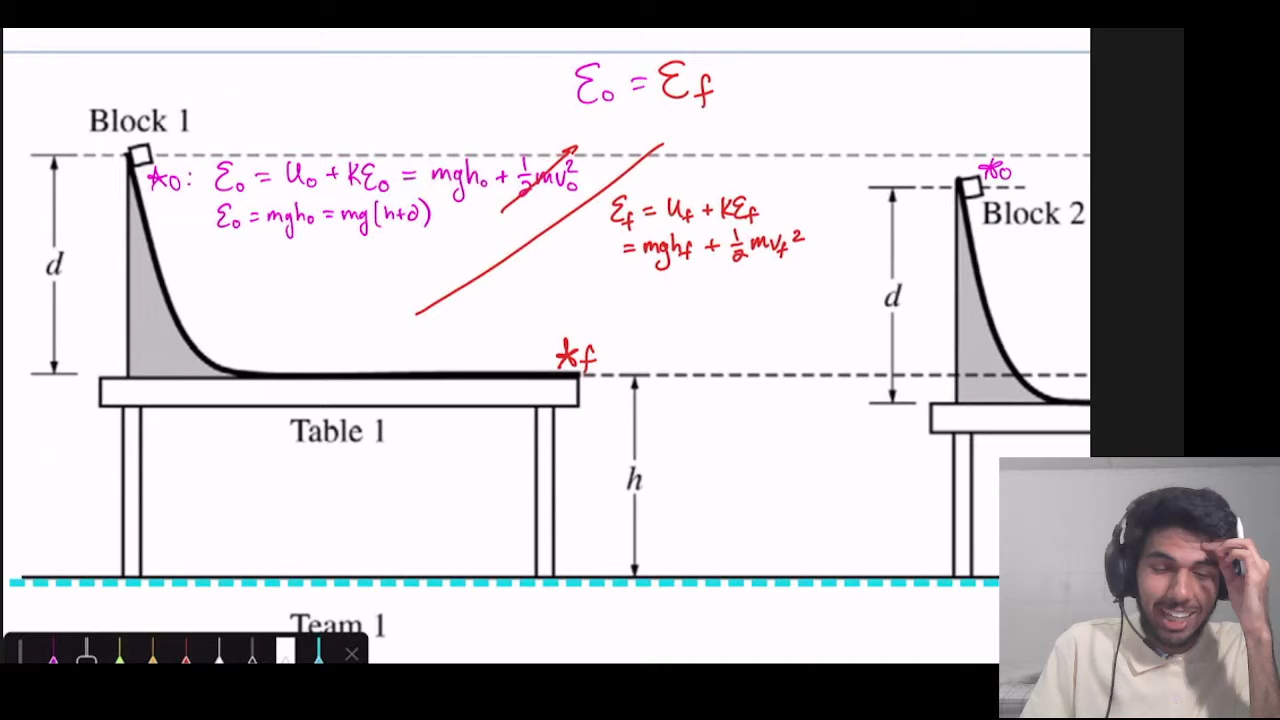 Ɛ₀ = Ɛf
Block 1
*₀: Ɛ₀ = U₀ + KƐ₀ = mgh₀ + ½mv₀²
Ɛ₀ = mgh₀ = mg(h+d)
Ɛf = Uf + KƐf
= mghf + ½mvf²
*₀
Block 2
d
d
*f
Table 1
h
Team 1